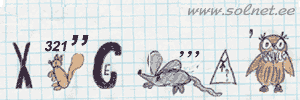 www.solnet.ee
Х 321 ,, С Е ,,, ,